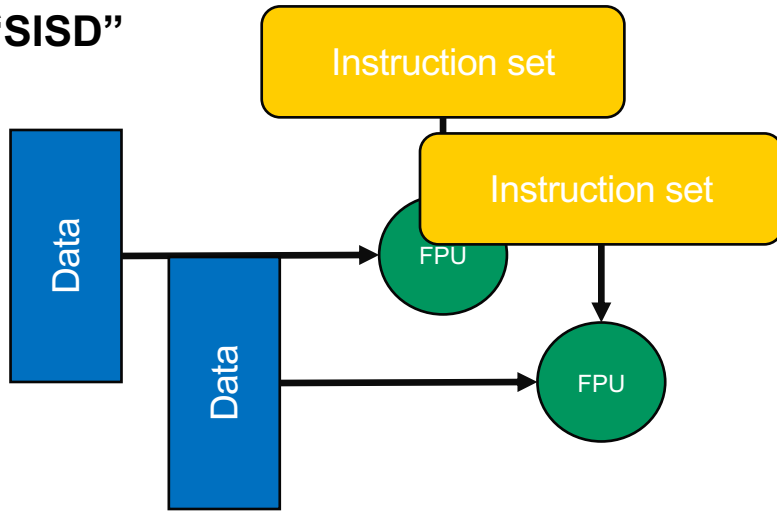 “SISD”
Instruction set
Instruction set
Data
FPU
Data
FPU